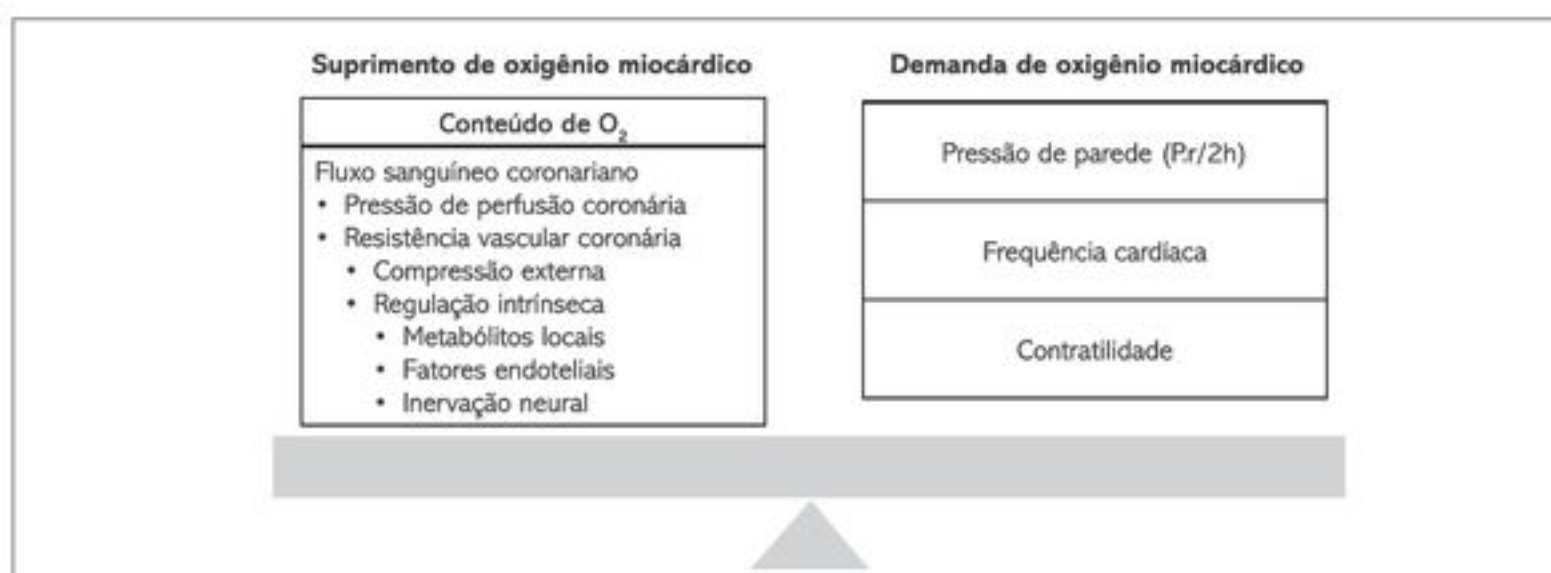 Suprimento de oxigênio miocárdico
Conteúdo de O₂
Fluxo sanguíneo coronariano
• Pressão de perfusão coronária
• Resistência vascular coronária
• Compressão externa
• Regulação intrínseca
• Metabólitos locais
• Fatores endoteliais
• Inervação neural
Demanda de oxigênio miocárdico
Pressão de parede (P.r/2h)
Frequência cardíaca
Contratilidade